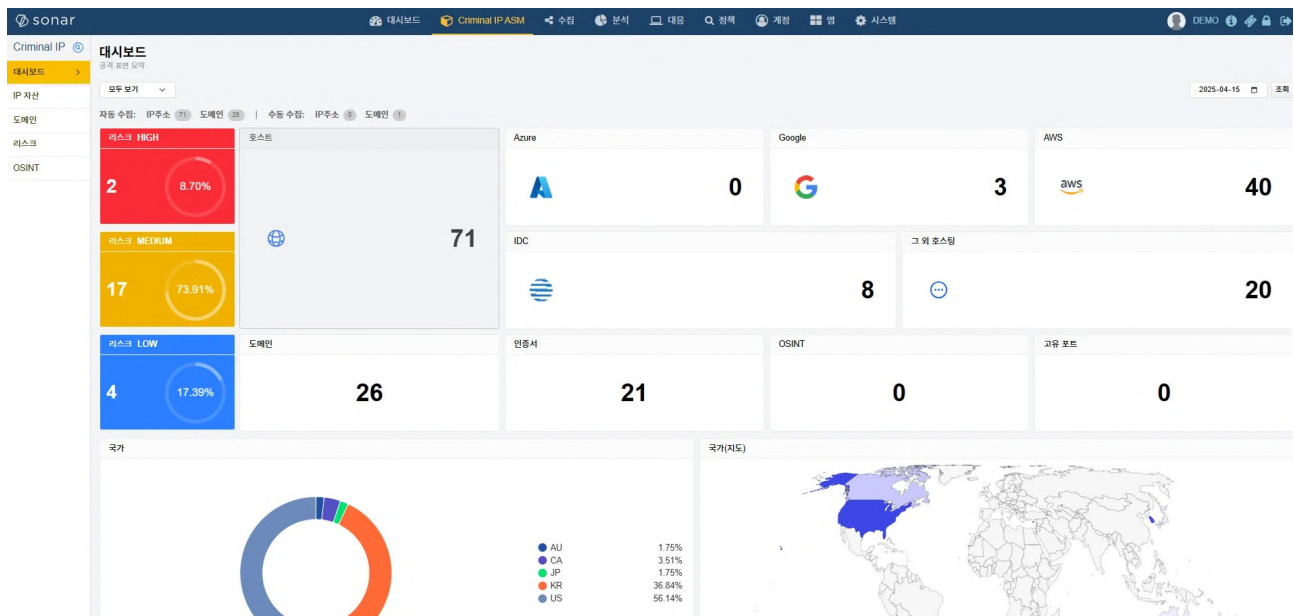 sonar 대시보드 Criminal IP ASM 수집 분석 대응 정책 계정 앱 시스템 DEMO
Criminal IP
대시보드
IP 자산
도메인
리스크
OSINT
대시보드
공격 표면 요약
모두 보기 2025-04-15 조회
자동 수집: IP주소 71 도메인 25 | 수동 수집: IP주소 0 도메인 1
리스크 HIGH
2 8.70%
호스트
71
Azure
0
Google
3
AWS
aws 40
리스크 MEDIUM
17 73.91%
IDC
8
그 외 호스팅
20
리스크 LOW
4 17.39%
도메인
26
인증서
21
OSINT
0
고유 포트
0
국가
AU 1.75%
CA 3.51%
JP 1.75%
KR 36.84%
US 56.14%
국가(지도)